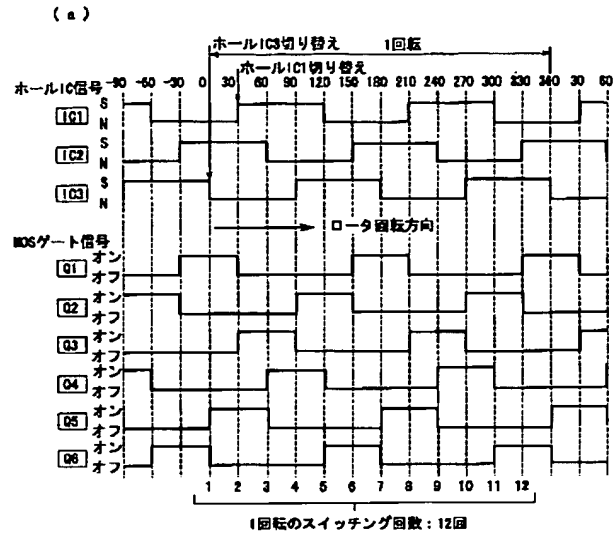 (a)
ホールIC3切り替え 1回転
ホールIC1切り替え
-90 -60 -30 0 30 60 90 120 150 180 210 240 270 300 330 360 30 60
ホールIC信号
S
IC1
N
S
IC2
N
S
IC3
N
ロータ回転方向
MOSゲート信号
オン
Q1
オフ
オン
Q2
オフ
オン
Q3
オフ
オン
Q4
オフ
オン
Q5
オフ
オン
Q6
オフ
1 2 3 4 5 6 7 8 9 10 11 12
1回転のスイッチング回数:12回